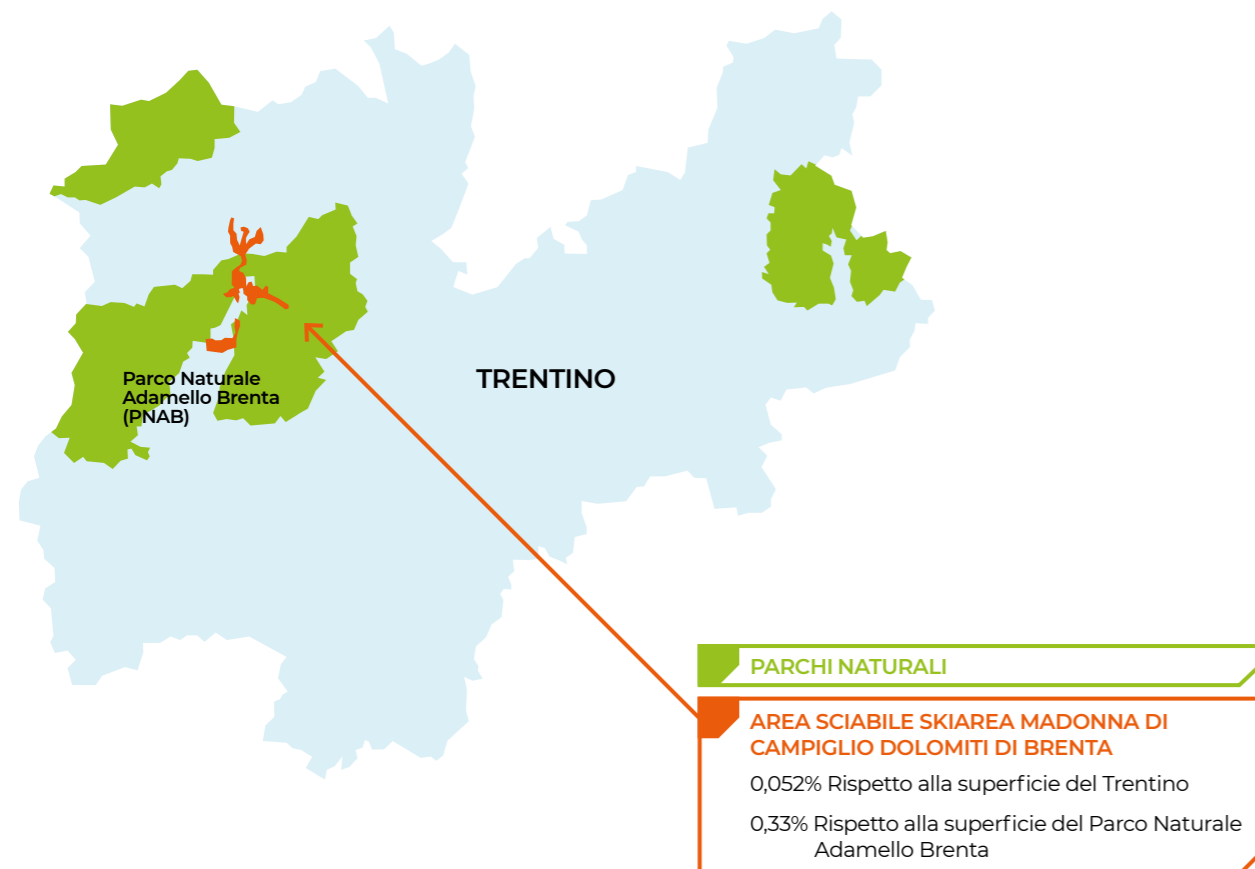 Parco Naturale
Adamello Brenta
(PNAB)
TRENTINO
PARCHI NATURALI
AREA SCIABILE SKIAREA MADONNA DI
CAMPIGLIO DOLOMITI DI BRENTA
0,052% Rispetto alla superficie del Trentino
0,33% Rispetto alla superficie del Parco Naturale
Adamello Brenta